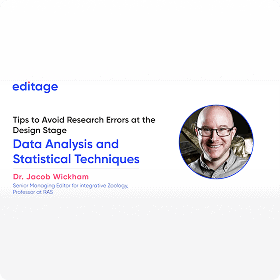 editage
Tips to Avoid Research Errors at the
Design Stage
Data Analysis and
Statistical Techniques
Dr. Jacob Wickham
Senior Managing Editor for integrative Zoology,
Professor at RAS